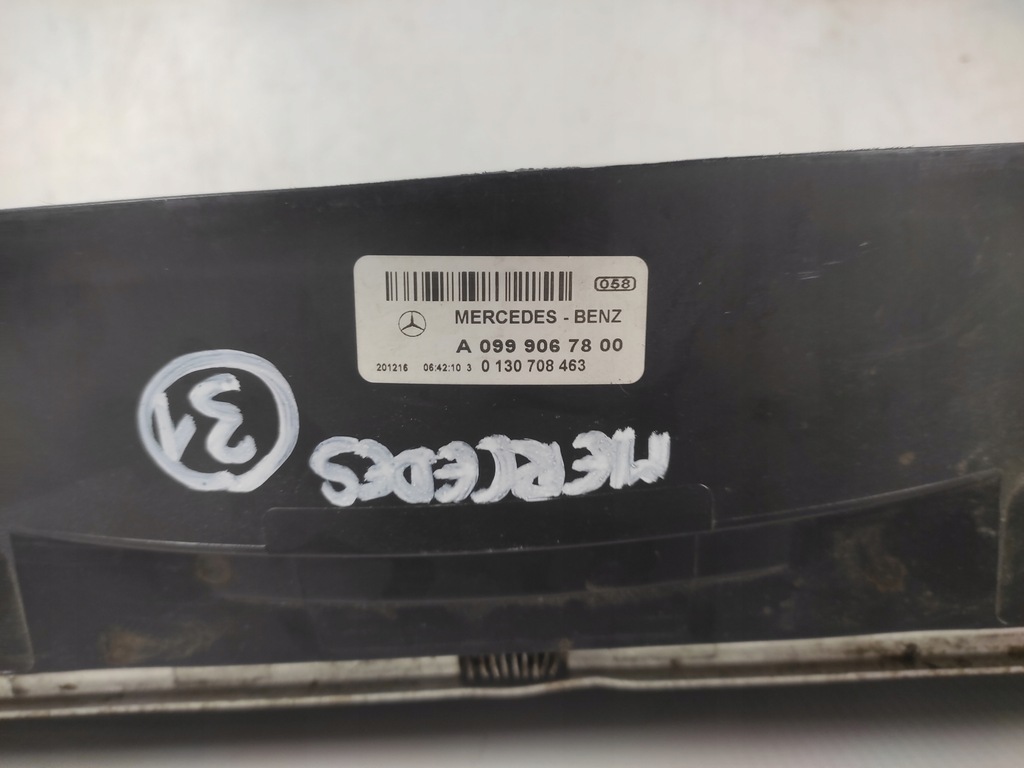 058
MERCEDES - BENZ
A 099 906 78 00
201216 06:42:10 3 0 130 708 463
31
MERCEDES